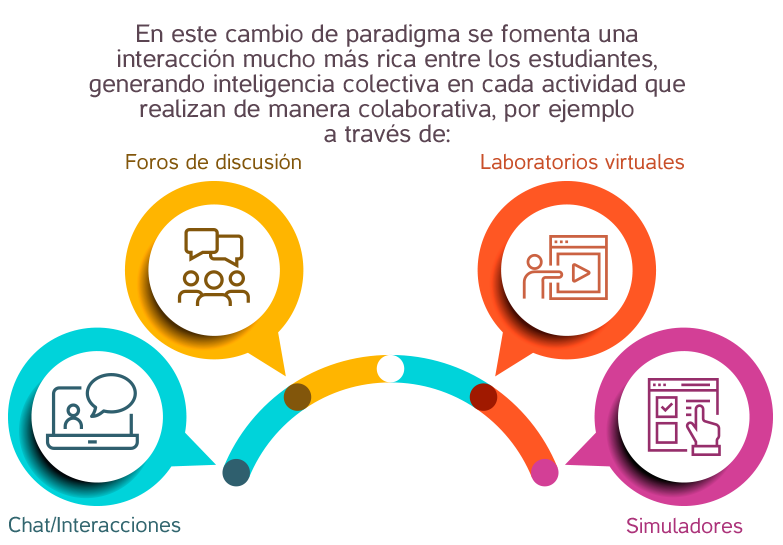 En este cambio de paradigma se fomenta una
interacción mucho más rica entre los estudiantes,
generando inteligencia colectiva en cada actividad que
realizan de manera colaborativa, por ejemplo
a través de:
Foros de discusión
Laboratorios virtuales
Chat/Interacciones
Simuladores